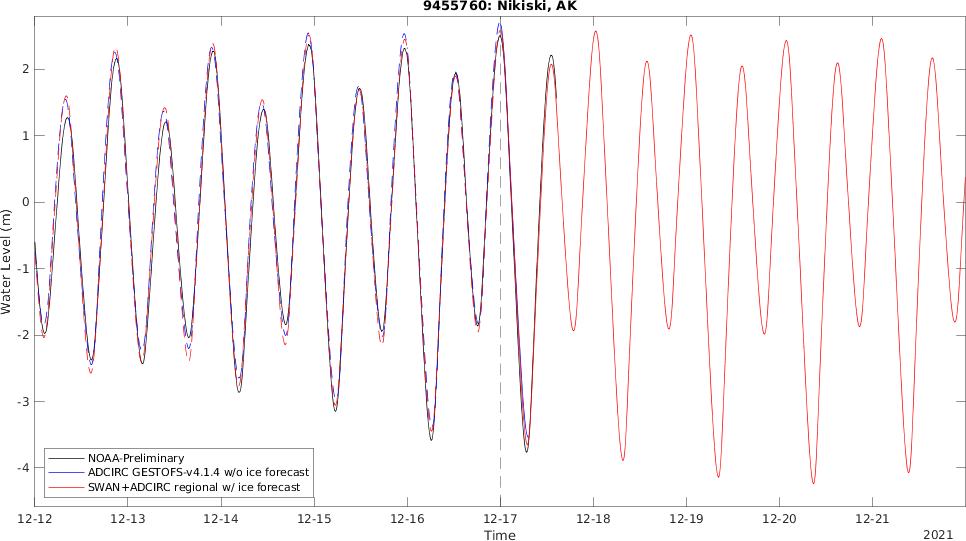 9455760: Nikiski, AK
Water Level (m)
2
1
0
-1
-2
-3
-4
NOAA-Preliminary
ADCIRC GESTOFS-v4.1.4 w/o ice forecast
SWAN+ADCIRC regional w/ ice forecast
12-12 12-13 12-14 12-15 12-16 12-17 12-18 12-19 12-20 12-21
Time
2021